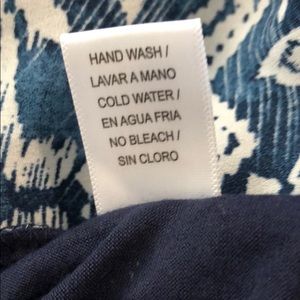 HAND WASH /
LAVAR A MANO
COLD WATER /
EN AGUA FRIA
NO BLEACH /
SIN CLORO